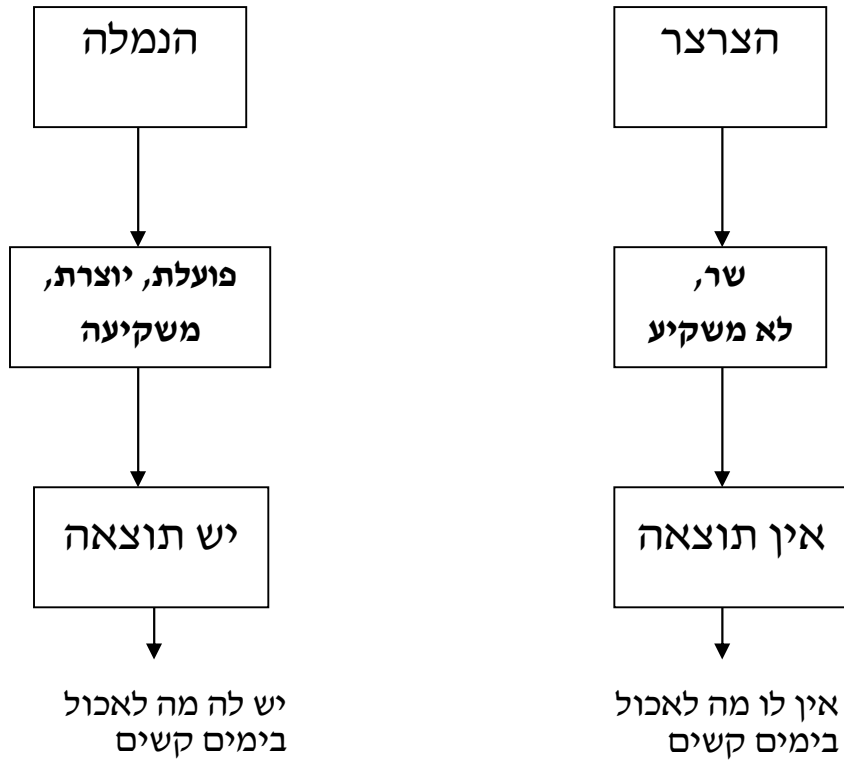 הצרצר
שר,
לא משקיע
אין תוצאה
אין לו מה לאכול
בימים קשים
הנמלה
פועלת, יוצרת,
משקיעה
יש תוצאה
יש לה מה לאכול
בימים קשים